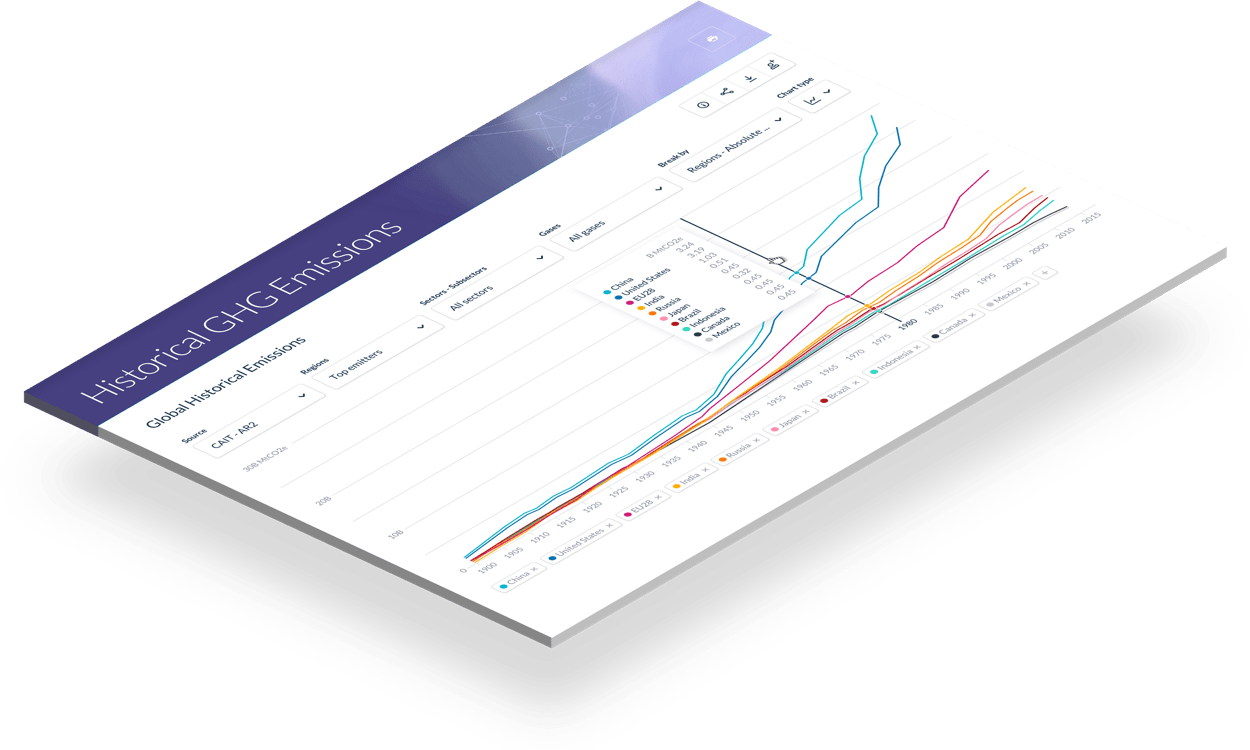 Historical GHG Emissions
Global Historical Emissions
Source
CAIT - AR2
Regions
Top emitters
Sectors - Subsectors
All sectors
Gases
All gases
Break by
Regions - Absolute ...
Chart type
30B MtCO2e
20B
10B
0
B MtCO2e
China 3.24
United States 3.19
EU28 1.03
India 0.51
Russia 0.45
Japan 0.32
Brazil 0.45
Indonesia 0.45
Canada 0.45
Mexico 0.45
1900 1905 1910 1915 1920 1925 1930 1935 1940 1945 1950 1955 1960 1965 1970 1975 1980 1985 1990 1995 2000 2005 2010 2015
China × United States × EU28 × India × Russia × Japan × Brazil × Indonesia × Canada × Mexico × +